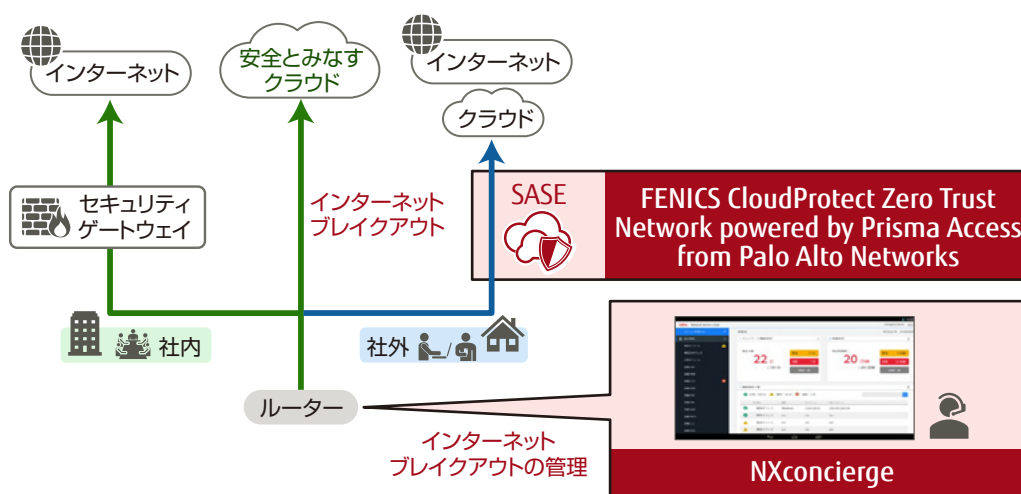 インターネット
安全とみなす
クラウド
インターネット
クラウド
セキュリティ
ゲートウェイ
インターネット
ブレイクアウト
SASE
FENICS CloudProtect Zero Trust
Network powered by Prisma Access
from Palo Alto Networks
社内
社外
/
ルーター
インターネット
ブレイクアウトの管理
22
20
NXconcierge